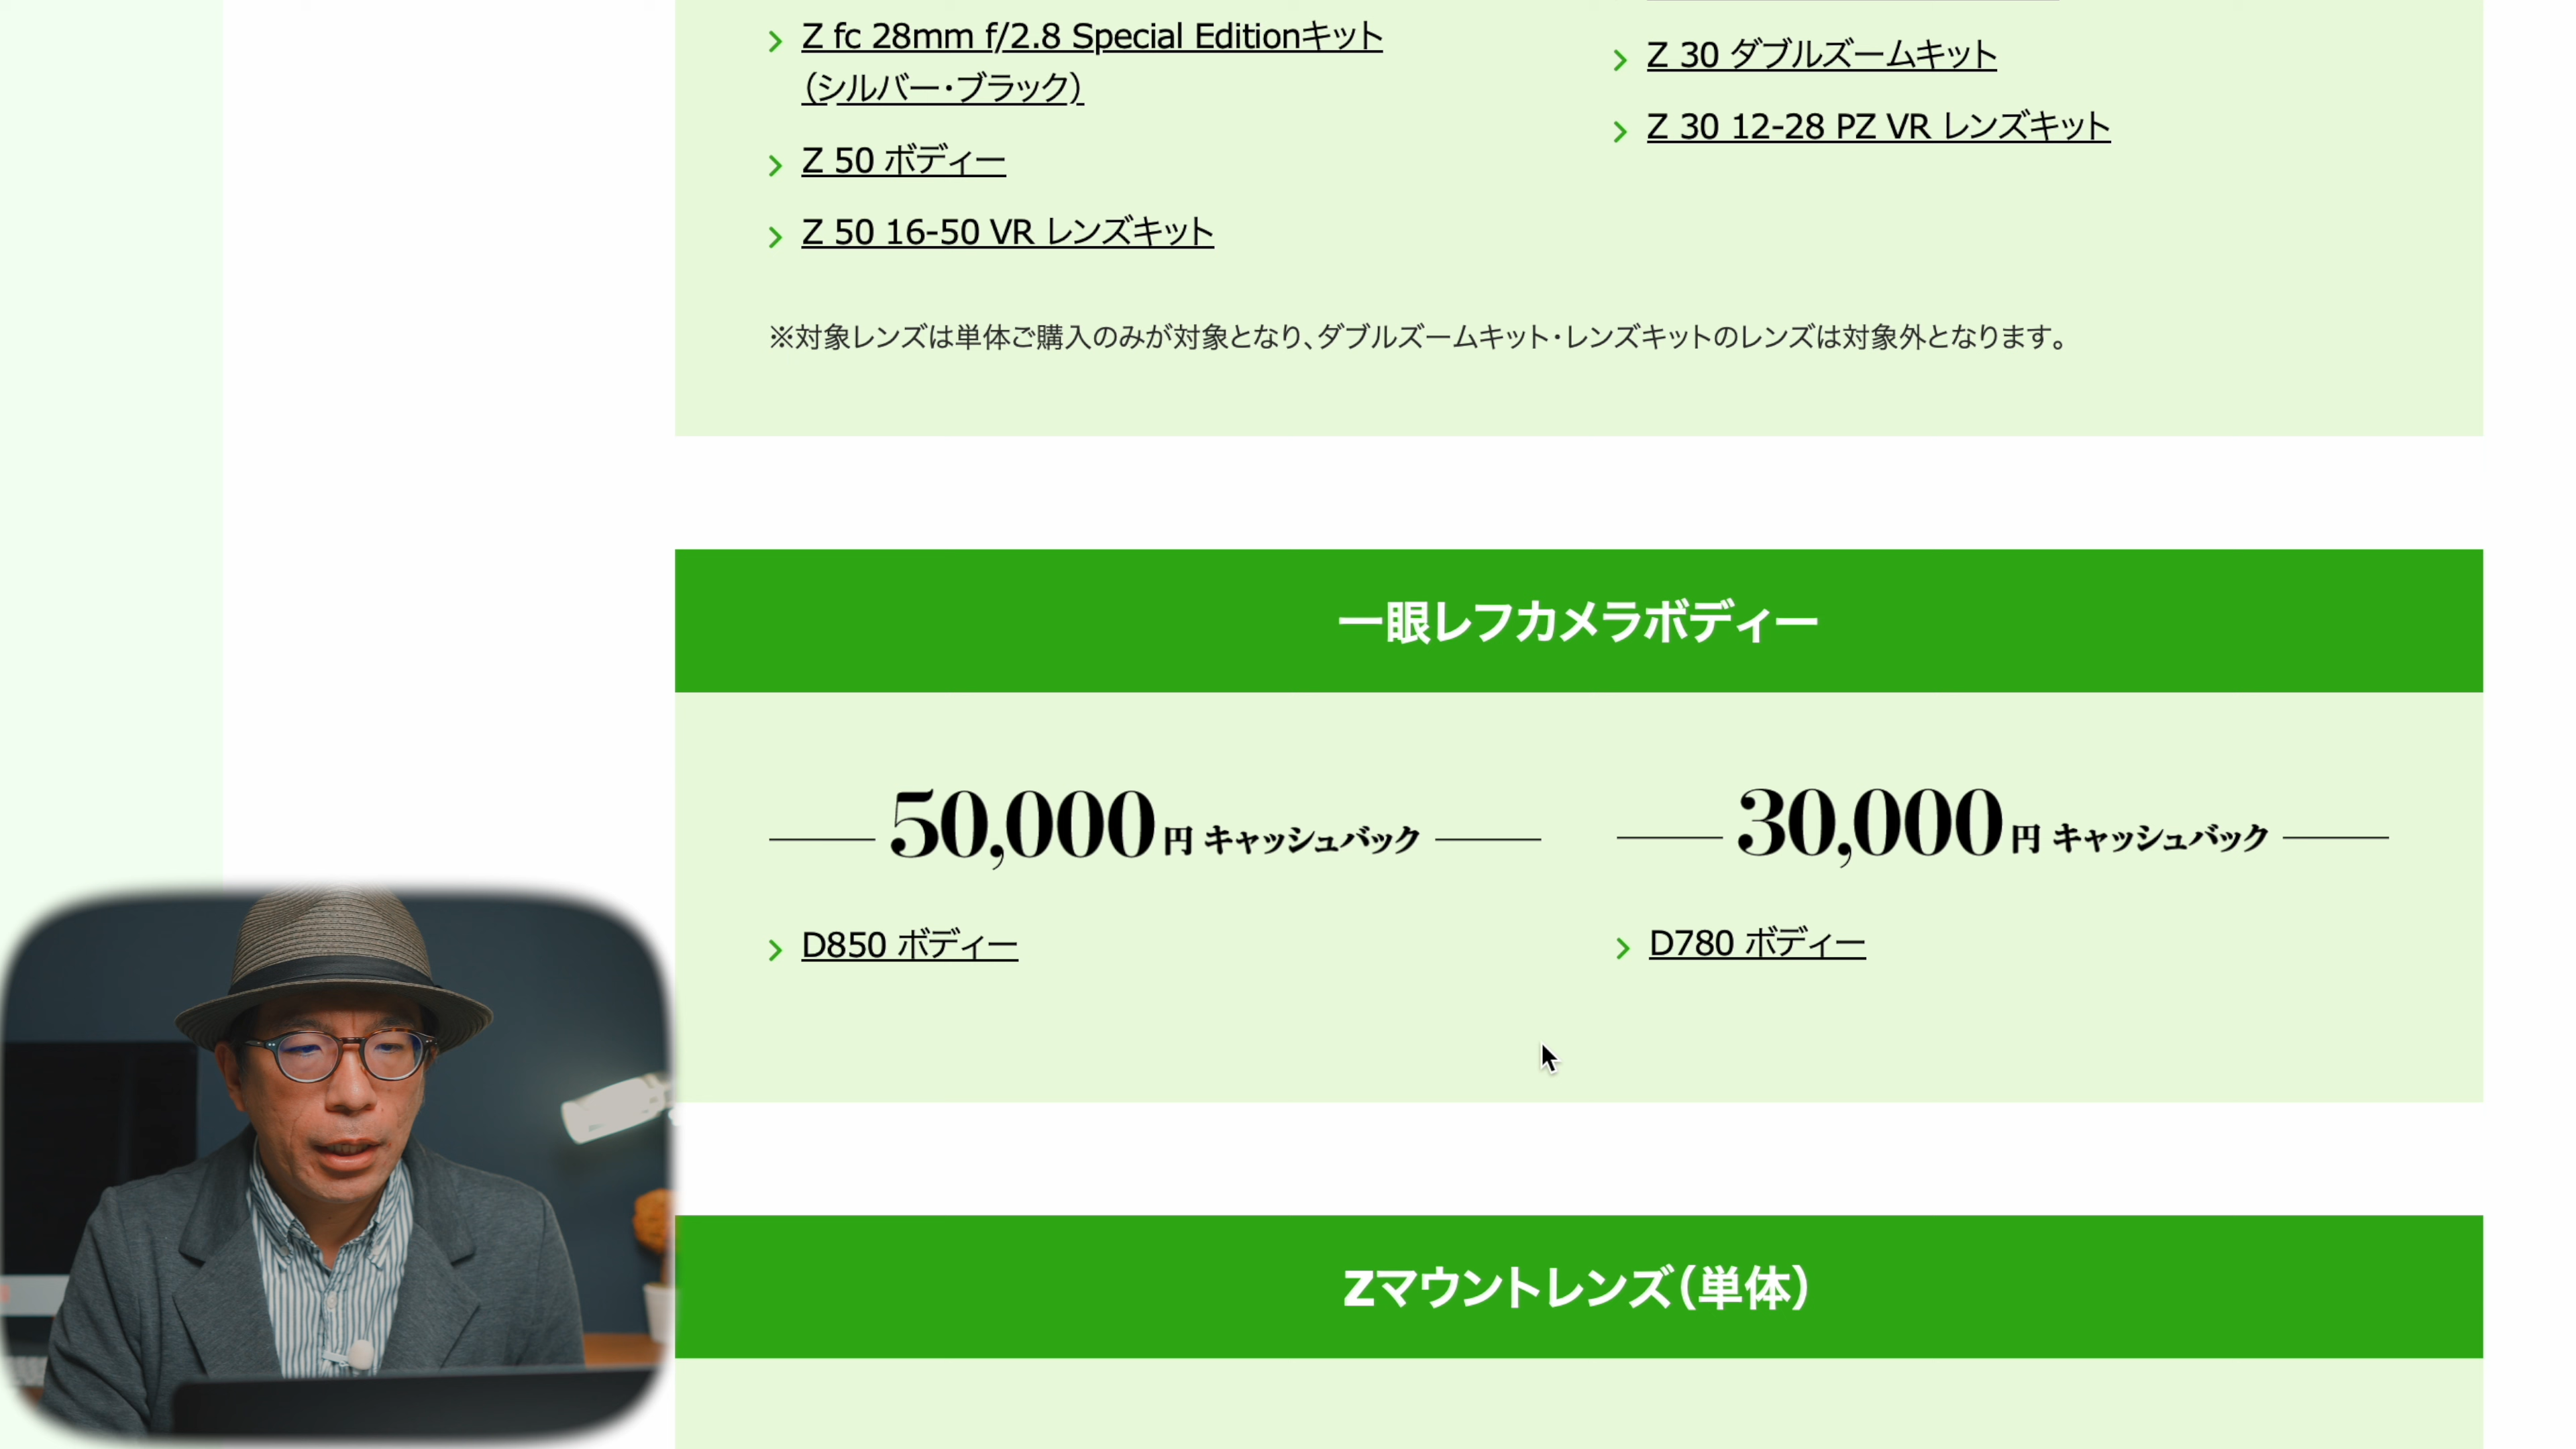 Z fc 28mm f/2.8 Special Editionキット
（シルバー・ブラック）
Z 50 ボディー
Z 50 16-50 VR レンズキット
Z 30 ダブルズームキット
Z 30 12-28 PZ VR レンズキット
※対象レンズは単体ご購入のみが対象となり、ダブルズームキット・レンズキットのレンズは対象外となります。
一眼レフカメラボディー
50,000円 キャッシュバック
D850 ボディー
30,000円 キャッシュバック
D780 ボディー
Zマウントレンズ（単体）